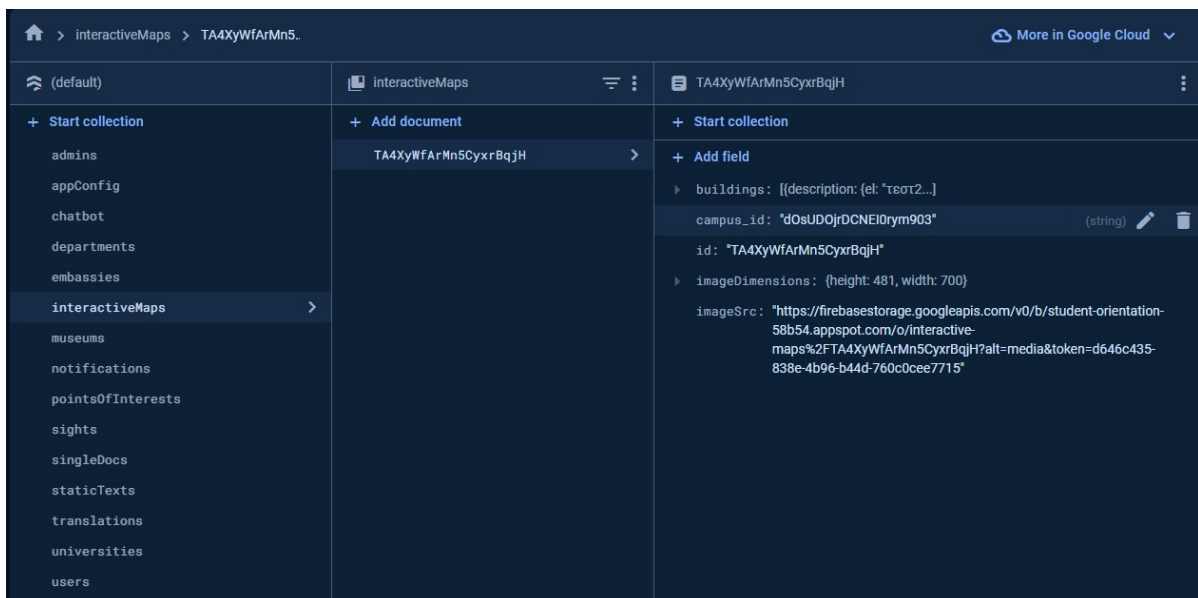 interactiveMaps > TA4XyWfArMn5..
More in Google Cloud
(default)
+ Start collection
admins
appConfig
chatbot
departments
embassies
interactiveMaps
museums
notifications
pointsOfInterests
sights
singleDocs
staticTexts
translations
universities
users
interactiveMaps
+ Add document
TA4XyWfArMn5CyxrBqjH
TA4XyWfArMn5CyxrBqjH
+ Start collection
+ Add field
buildings: [{description: {el: "τεστ2...]
campus_id: "dOsUDOjrDCNEI0rym903" (string)
id: "TA4XyWfArMn5CyxrBqjH"
imageDimensions: {height: 481, width: 700}
imageSrc: "https://firebasestorage.googleapis.com/v0/b/student-orientation-
58b54.appspot.com/o/interactive-
maps%2FTA4XyWfArMn5CyxrBqjH?alt=media&token=d646c435-
838e-4b96-b44d-760c0cee7715"